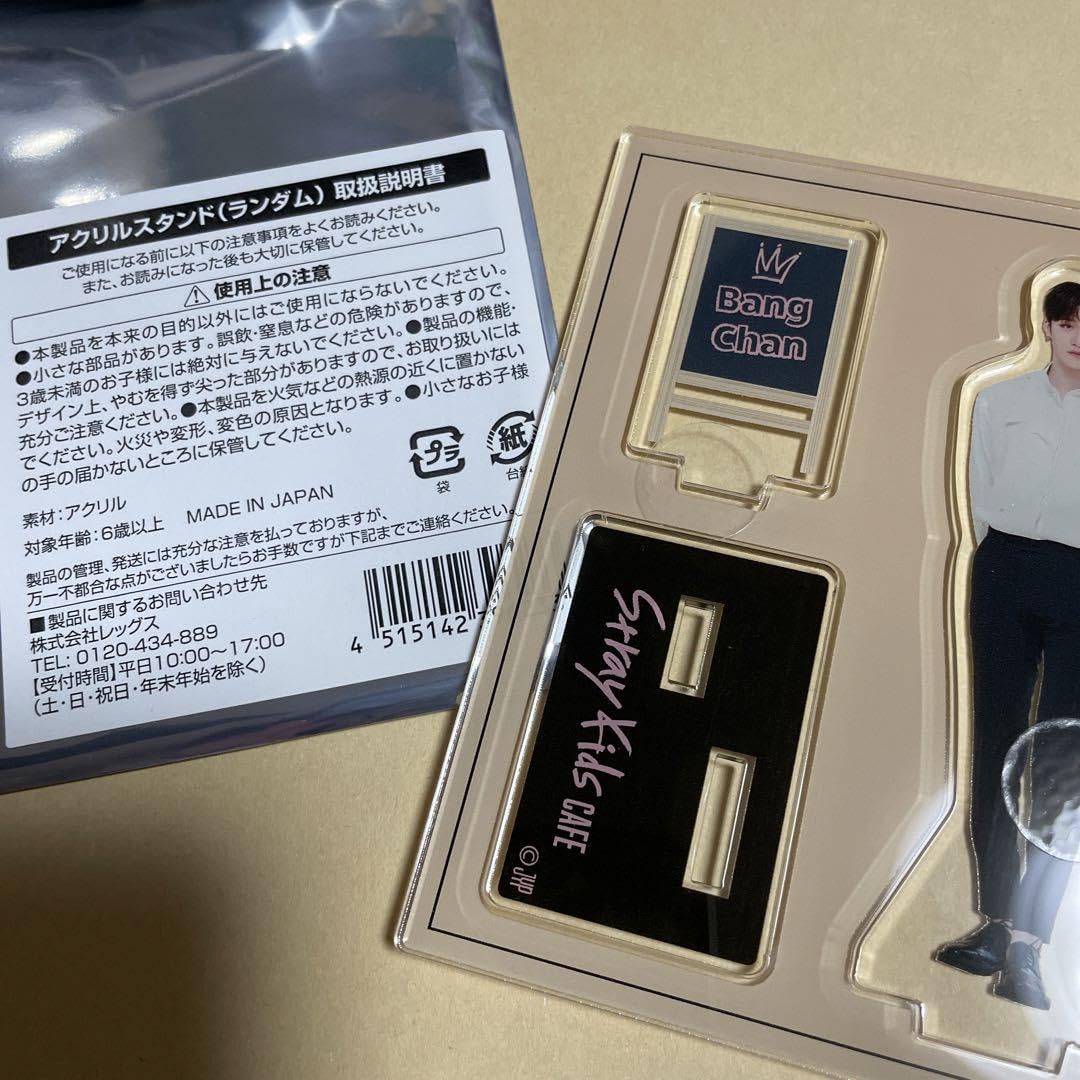 アクリルスタンド(ランダム) 取扱説明書
ご使用になる前に以下の注意事項をよくお読みください。
また、お読みになった後も大切に保管してください。
使用上の注意
●本製品を本来の目的以外にはご使用にならないでください。
●小さな部品があります。誤飲・窒息などの危険がありますので、
3歳未満のお子様には絶対に与えないでください。●製品の機能・
デザイン上、やむを得ず尖った部分がありますので、お取り扱いには
充分ご注意ください。●本製品を火気などの熱源の近くに置かない
でください。火災や変形、変色の原因となります。●小さなお子様
の手の届かないところに保管してください。
プラ
袋
紙
台紙
素材:アクリル
対象年齢:6歳以上 MADE IN JAPAN
製品の管理、発送には充分な注意を払っておりますが、
万一不都合な点がございましたらお手数ですが下記までご連絡ください。
■製品に関するお問い合わせ先
株式会社レッグス
TEL: 0120-434-889
【受付時間】平日10:00〜17:00
(土・日・祝日・年末年始を除く)
4 515142
Bang
Chan
Stray Kids CAFE
©JYP